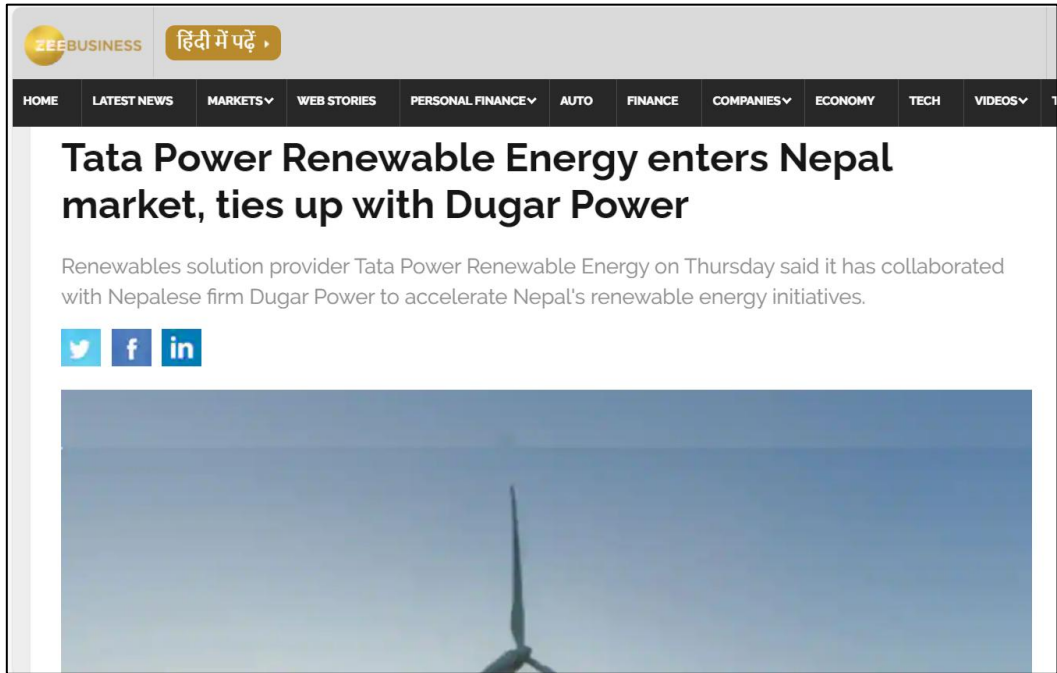 ZEEBUSINESS
हिंदी में पढ़ें
HOME LATEST NEWS MARKETS WEB STORIES PERSONAL FINANCE AUTO FINANCE COMPANIES ECONOMY TECH VIDEOS T
Tata Power Renewable Energy enters Nepal
market, ties up with Dugar Power
Renewables solution provider Tata Power Renewable Energy on Thursday said it has collaborated
with Nepalese firm Dugar Power to accelerate Nepal's renewable energy initiatives.
f in